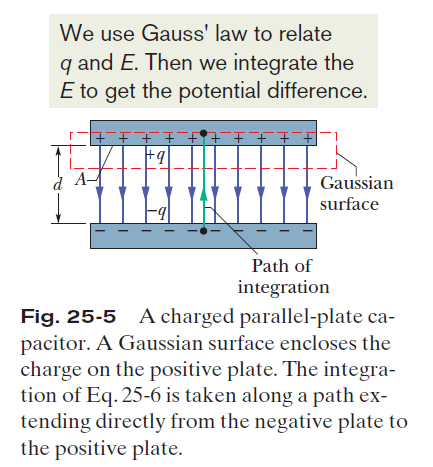 We use Gauss' law to relate
q and E. Then we integrate the
E to get the potential difference.
+ + + + + + + + + +
+q
A
d
Gaussian
surface
–q
– – – – – – – – – –
Path of
integration
Fig. 25-5 A charged parallel-plate ca-
pacitor. A Gaussian surface encloses the
charge on the positive plate. The integra-
tion of Eq. 25-6 is taken along a path ex-
tending directly from the negative plate to
the positive plate.